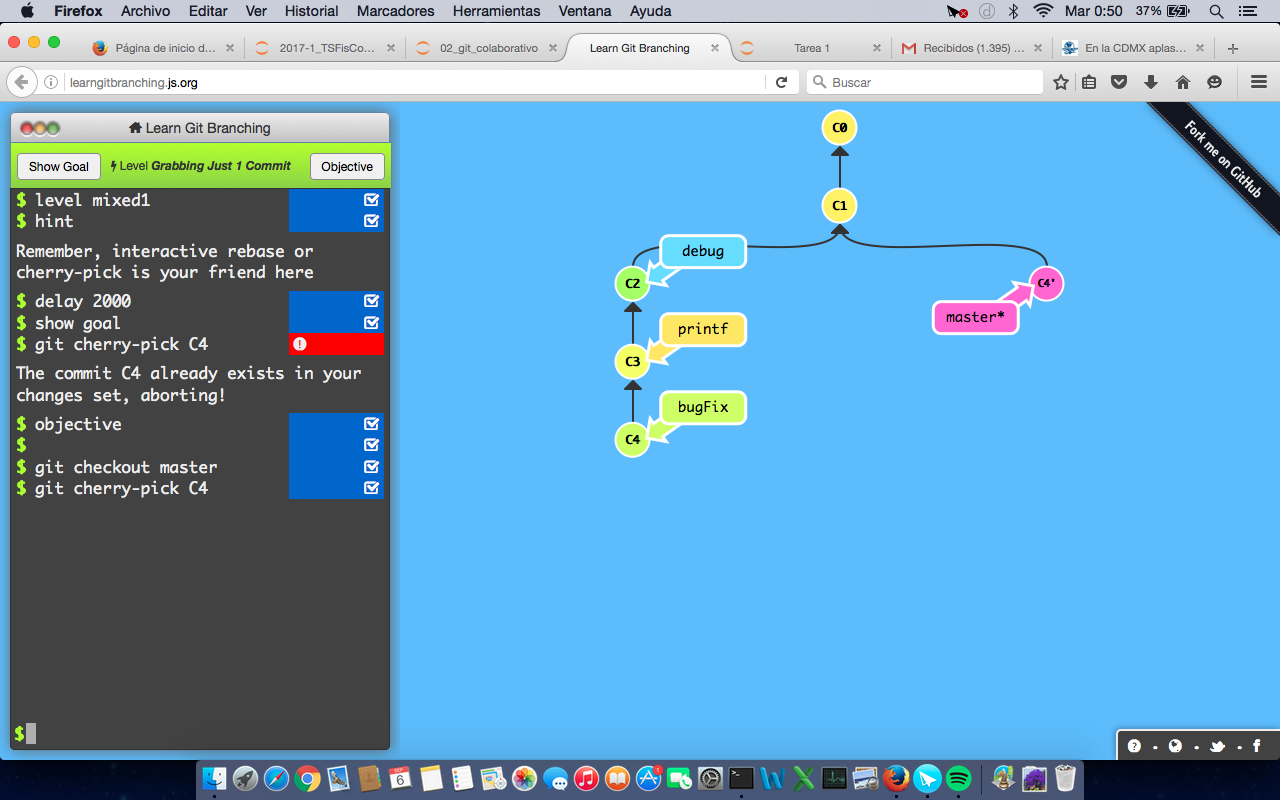 Firefox Archivo Editar Ver Historial Marcadores Herramientas Ventana Ayuda Mar 0:50 37%
Página de inicio d... 2017-1_TSFisCo... 02_git_colaborativo Learn Git Branching Tarea 1 Recibidos (1.395) ... En la CDMX aplas...
learngitbranching.js.org Buscar
Learn Git Branching
Show Goal Level Grabbing Just 1 Commit Objective
$ level mixed1
$ hint
Remember, interactive rebase or
cherry-pick is your friend here
$ delay 2000
$ show goal
$ git cherry-pick C4
The commit C4 already exists in your
changes set, aborting!
$ objective
$
$ git checkout master
$ git cherry-pick C4
$
C0
C1
debug
C2
C4'
master*
printf
C3
bugFix
C4
Fork me on GitHub
6